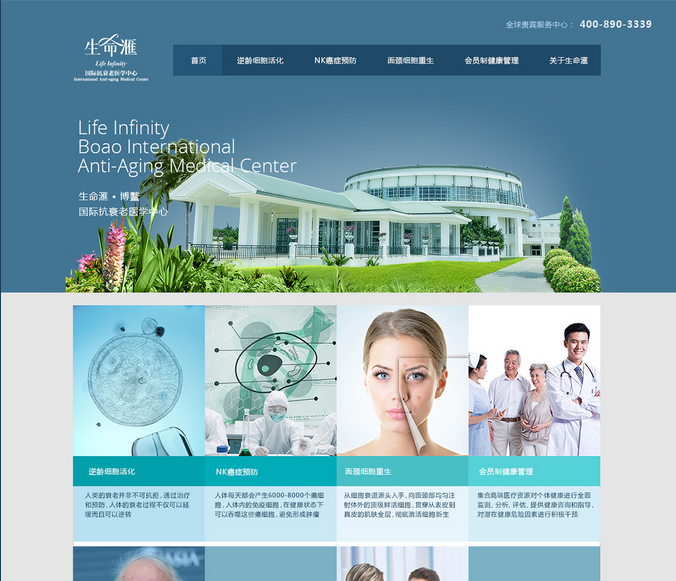 全球贵宾服务中心： 400-890-3339
生命滙
Life Infinity
国际抗衰老医学中心
International Anti-aging Medical Center
首页 逆龄细胞活化 NK癌症预防 面颈细胞重生 会员制健康管理 关于生命滙
Life Infinity
Boao International
Anti-Aging Medical Center
生命滙 • 博鳌
国际抗衰老医学中心
逆龄细胞活化
人类的衰老并非不可抗拒，通过治疗
和预防，人体的衰老过程不仅可以延
缓而且可以逆转
NK癌症预防
人体每天都会产生6000-8000个癌细
胞，人体内的免疫细胞，在健康状态下
可以吞噬这些癌细胞，避免形成肿瘤
面颈细胞重生
从细胞衰退源头入手，向面颈部均匀注
射体外的顶级鲜活细胞，贯穿从表皮到
真皮的肌肤全层，彻底激活细胞新生
会员制健康管理
集合高端医疗资源对个体健康进行全面
监测、分析、评估，提供健康咨询和指导，
对潜在健康危险因素进行积极干预